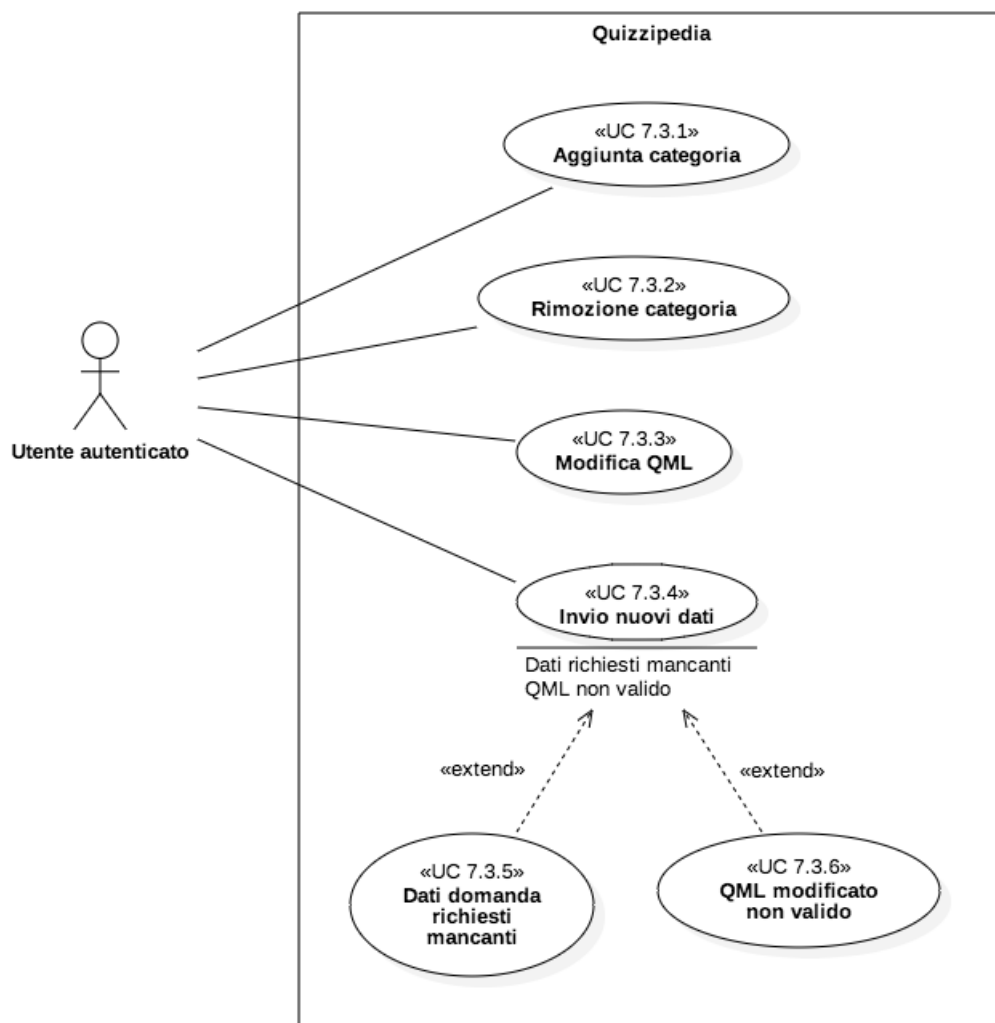 Quizzipedia
«UC 7.3.1»
Aggiunta categoria
«UC 7.3.2»
Rimozione categoria
Utente autenticato
«UC 7.3.3»
Modifica QML
«UC 7.3.4»
Invio nuovi dati
Dati richiesti mancanti
QML non valido
«extend»
«extend»
«UC 7.3.5»
Dati domanda
richiesti
mancanti
«UC 7.3.6»
QML modificato
non valido